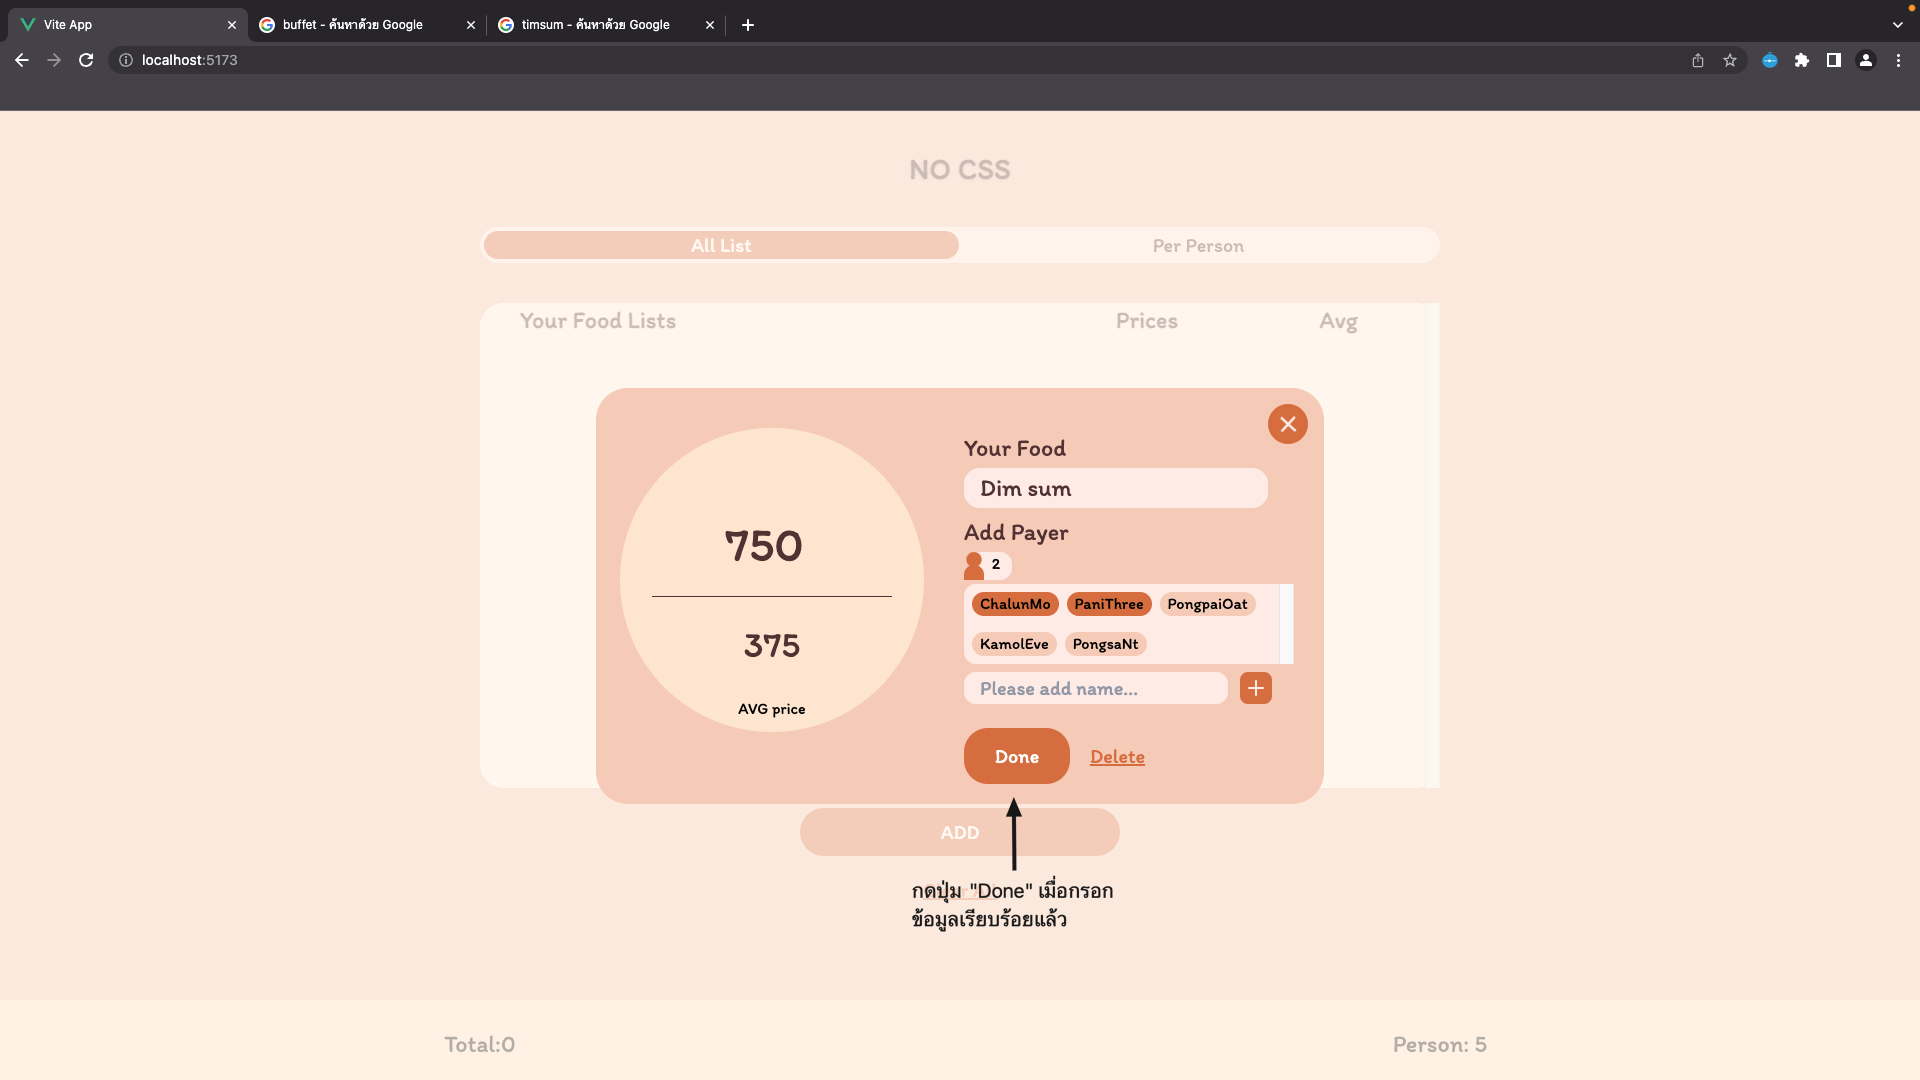 Vite App
buffet - ค้นหาด้วย Google
timsum - ค้นหาด้วย Google
localhost:5173
NO CSS
All List
Per Person
Your Food Lists
Prices
Avg
750
375
AVG price
Your Food
Dim sum
Add Payer
2
ChalunMo
PaniThree
PongpaiOat
KamolEve
PongsaNt
Please add name...
Done
Delete
ADD
กดปุ่ม "Done" เมื่อกรอก
ข้อมูลเรียบร้อยแล้ว
Total:0
Person: 5